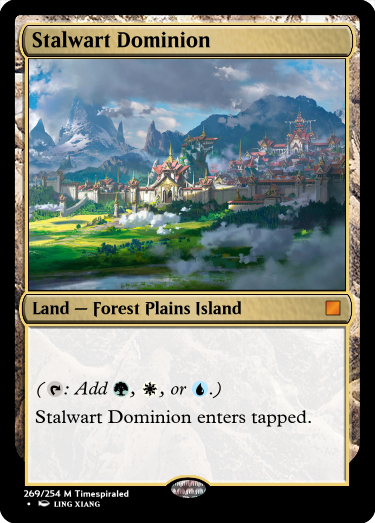 Stalwart Dominion
Land — Forest Plains Island
( : Add , , or .)
Stalwart Dominion enters tapped.
269/254 M Timespiraled
• LING XIANG